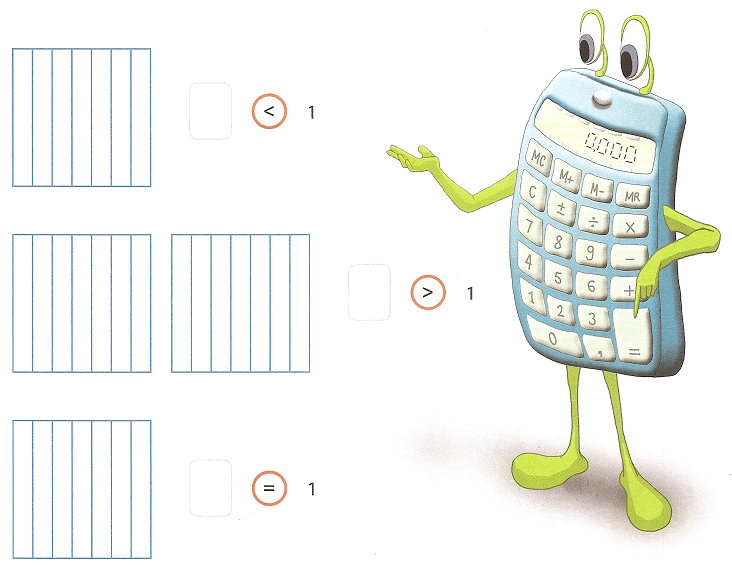 < 1
> 1
= 1
0.000
MC M+ M- MR
C ± ÷ x
7 8 9 −
4 5 6 +
1 2 3
0 , =